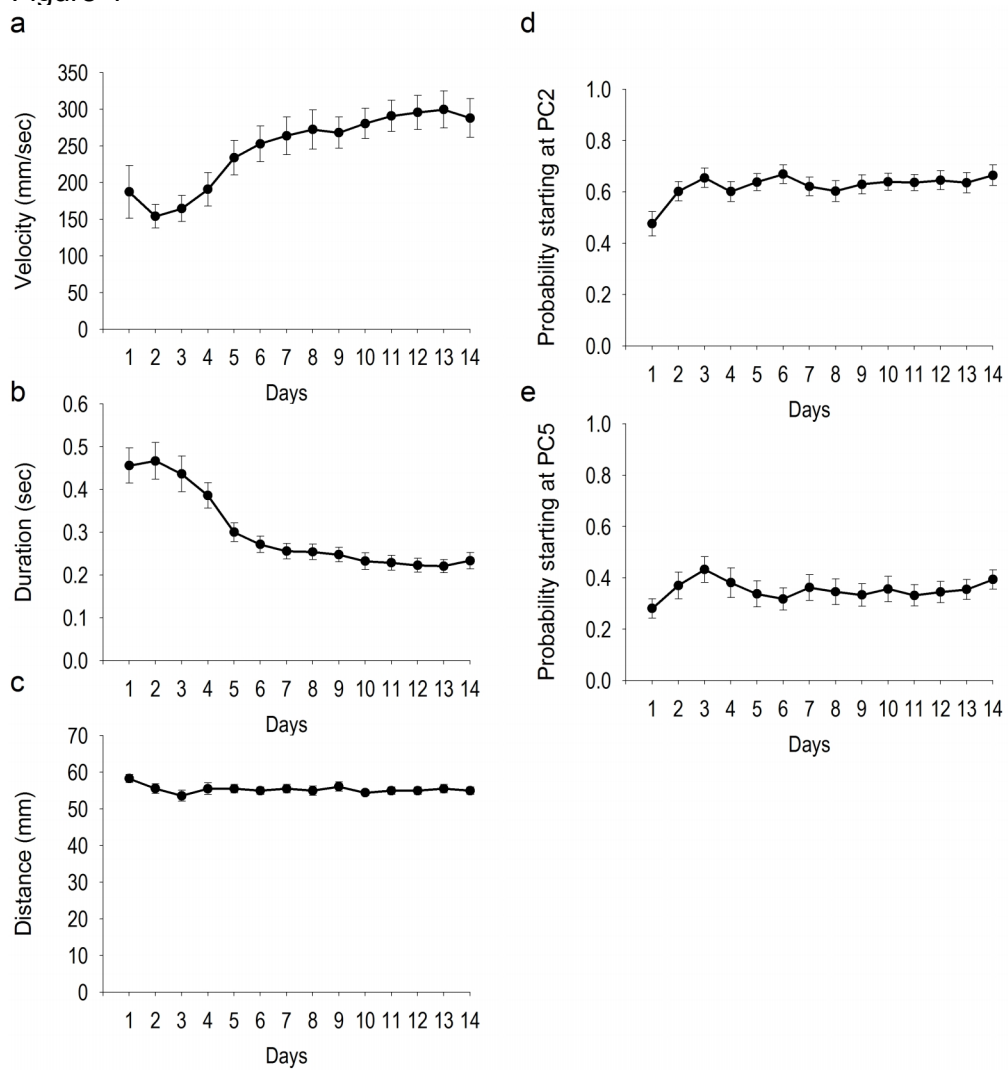 a
350
300
250
200
150
100
50
0
Velocity (mm/sec)
1 2 3 4 5 6 7 8 9 10 11 12 13 14
Days
b
0.6
0.5
0.4
0.3
0.2
0.1
0.0
Duration (sec)
1 2 3 4 5 6 7 8 9 10 11 12 13 14
Days
c
70
60
50
40
30
20
10
0
Distance (mm)
1 2 3 4 5 6 7 8 9 10 11 12 13 14
Days
d
1.0
0.8
0.6
0.4
0.2
0.0
Probability starting at PC2
1 2 3 4 5 6 7 8 9 10 11 12 13 14
Days
e
1.0
0.8
0.6
0.4
0.2
0.0
Probability starting at PC5
1 2 3 4 5 6 7 8 9 10 11 12 13 14
Days